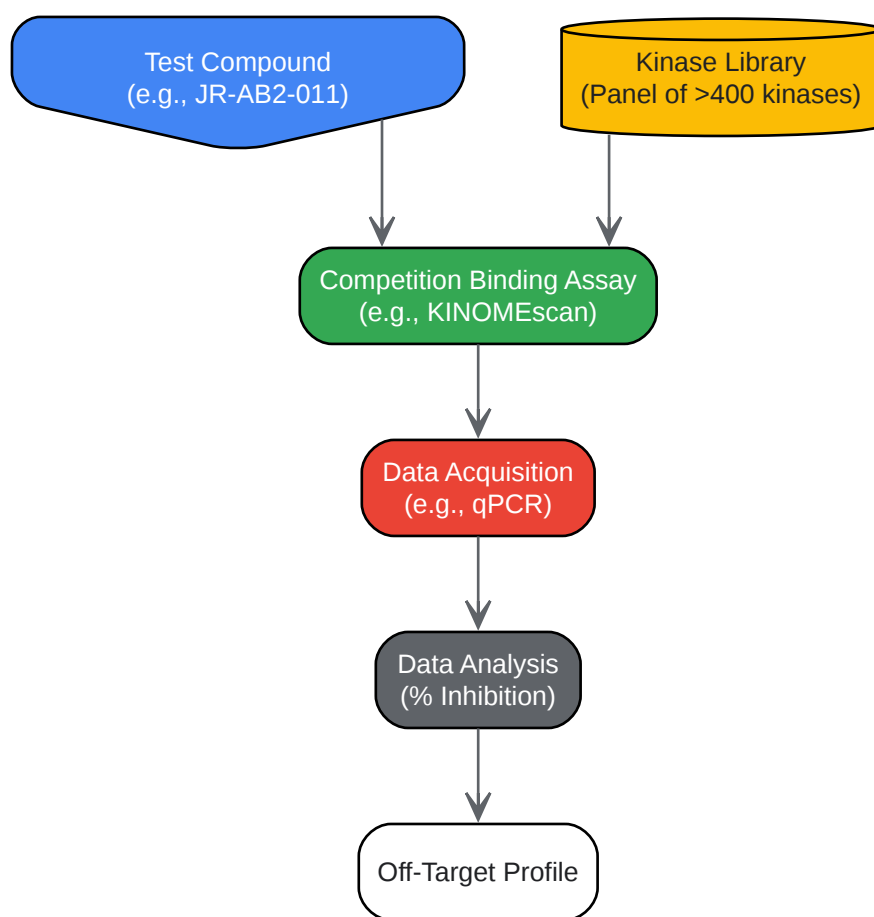 Test Compound
(e.g., JR-AB2-011)
Kinase Library
(Panel of >400 kinases)
Competition Binding Assay
(e.g., KINOMEscan)
Data Acquisition
(e.g., qPCR)
Data Analysis
(% Inhibition)
Off-Target Profile